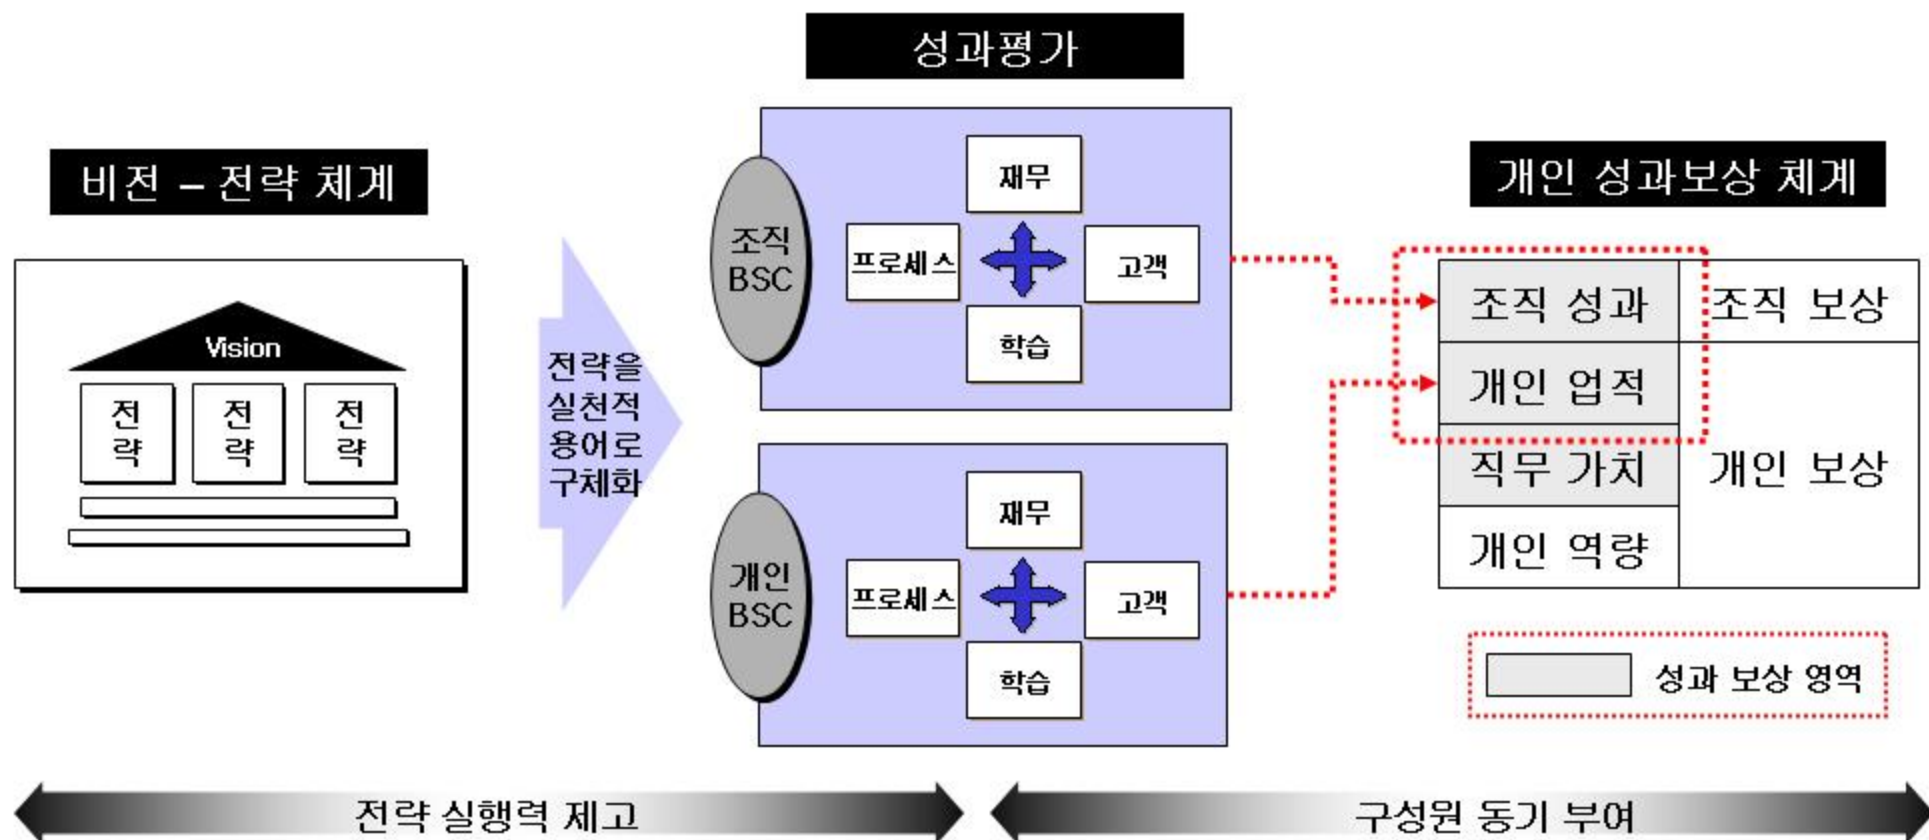 성과평가
비전 – 전략 체계
개인 성과보상 체계
Vision
전략
전략
전략
전략을
실천적
용어로
구체화
조직
BSC
재무
프로세스
고객
학습
개인
BSC
재무
프로세스
고객
학습
조직 성과
조직 보상
개인 업적
직무 가치
개인 보상
개인 역량
성과 보상 영역
전략 실행력 제고
구성원 동기 부여